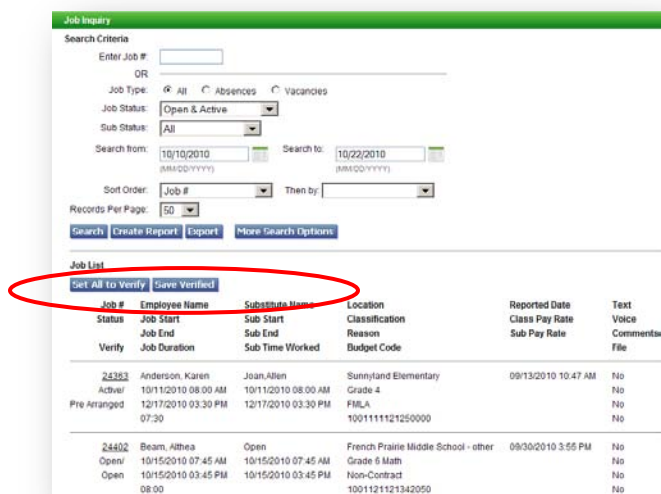 Job Inquiry
Search Criteria
Enter Job #:
OR
Job Type: All Absences Vacancies
Job Status: Open & Active
Sub Status: All
Search from: 10/10/2010 Search to: 10/22/2010
(MM/DD/YYYY) (MM/DD/YYYY)
Sort Order: Job # Then by:
Records Per Page: 50
Search Create Report Export More Search Options
Job List
Set All to Verify Save Verified
Job # Employee Name Substitute Name Location Reported Date Text
Status Job Start Sub Start Classification Class Pay Rate Voice
Job End Sub End Reason Sub Pay Rate Comments
Verify Job Duration Sub Time Worked Budget Code File
24363 Anderson, Karen Joan,Allen Sunnyland Elementary 09/13/2010 10:47 AM No
Active/ 10/11/2010 08:00 AM 10/11/2010 08:00 AM Grade 4 No
Pre Arranged 12/17/2010 03:30 PM 12/17/2010 03:30 PM FMLA No
07:30 1001111121250000 No
24402 Beam, Althea Open French Prairie Middle School - other 09/30/2010 3:55 PM No
Open/ 10/15/2010 07:45 AM 10/15/2010 07:45 AM Grade 6 Math No
Open 10/15/2010 03:45 PM 10/15/2010 03:45 PM Non-Contract No
08:00 1001121121342050 No